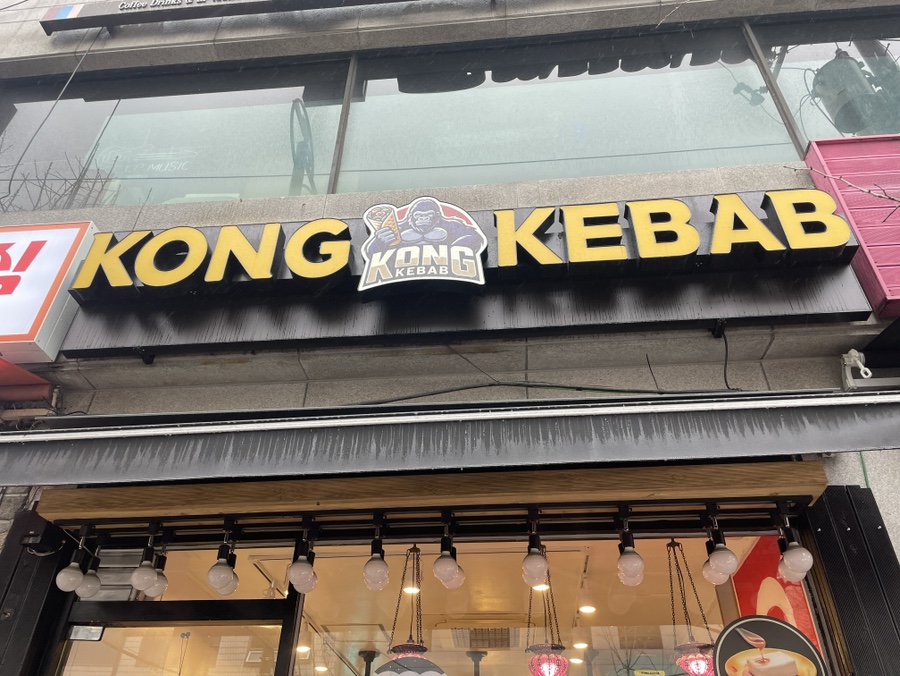 Coffee Drinks &
MUSIC
KONG
KONG
KEBAB
KEBAB